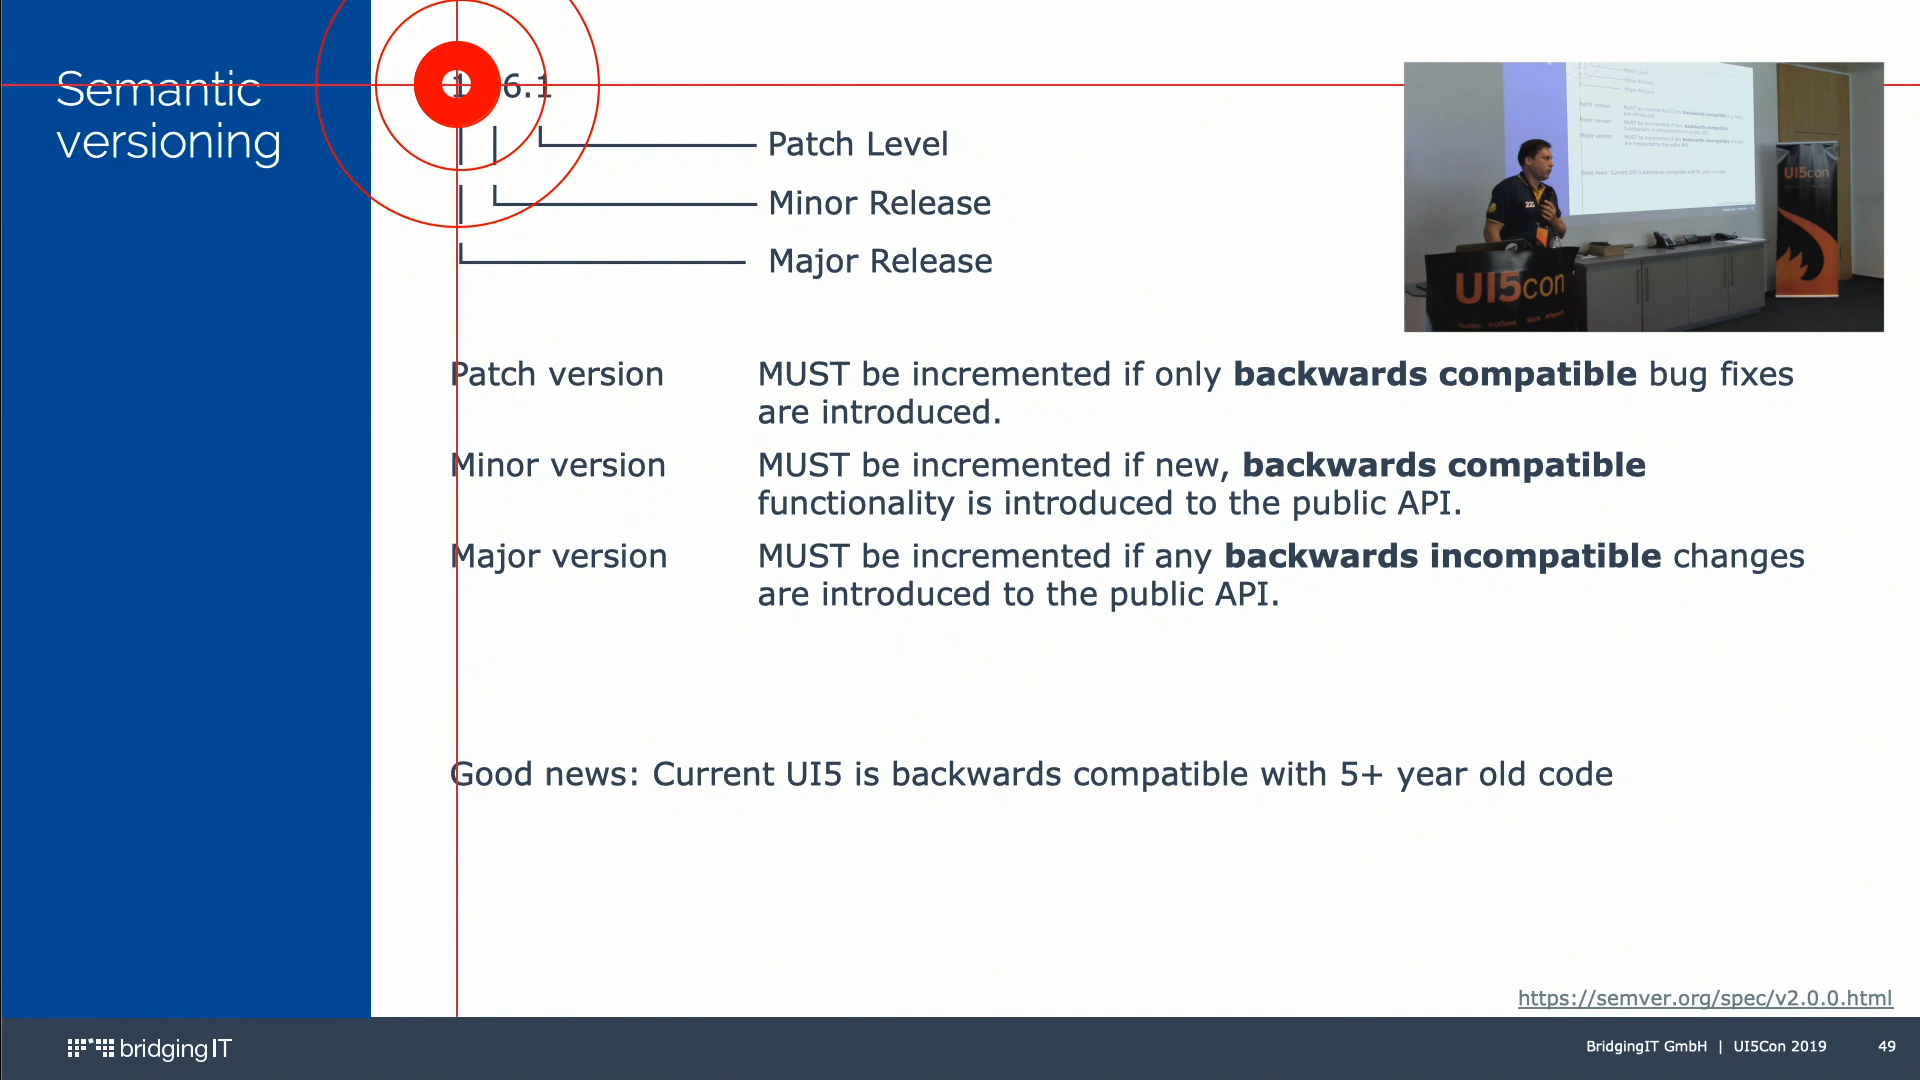 Semantic
versioning
1 6.1
Patch Level
Minor Release
Major Release
Patch version
MUST be incremented if only backwards compatible bug fixes
are introduced.
Minor version
MUST be incremented if new, backwards compatible
functionality is introduced to the public API.
Major version
MUST be incremented if any backwards incompatible changes
are introduced to the public API.
Good news: Current UI5 is backwards compatible with 5+ year old code
https://semver.org/spec/v2.0.0.html
bridgingIT
BridgingIT GmbH | UI5Con 2019 49
UI5con
UI5con